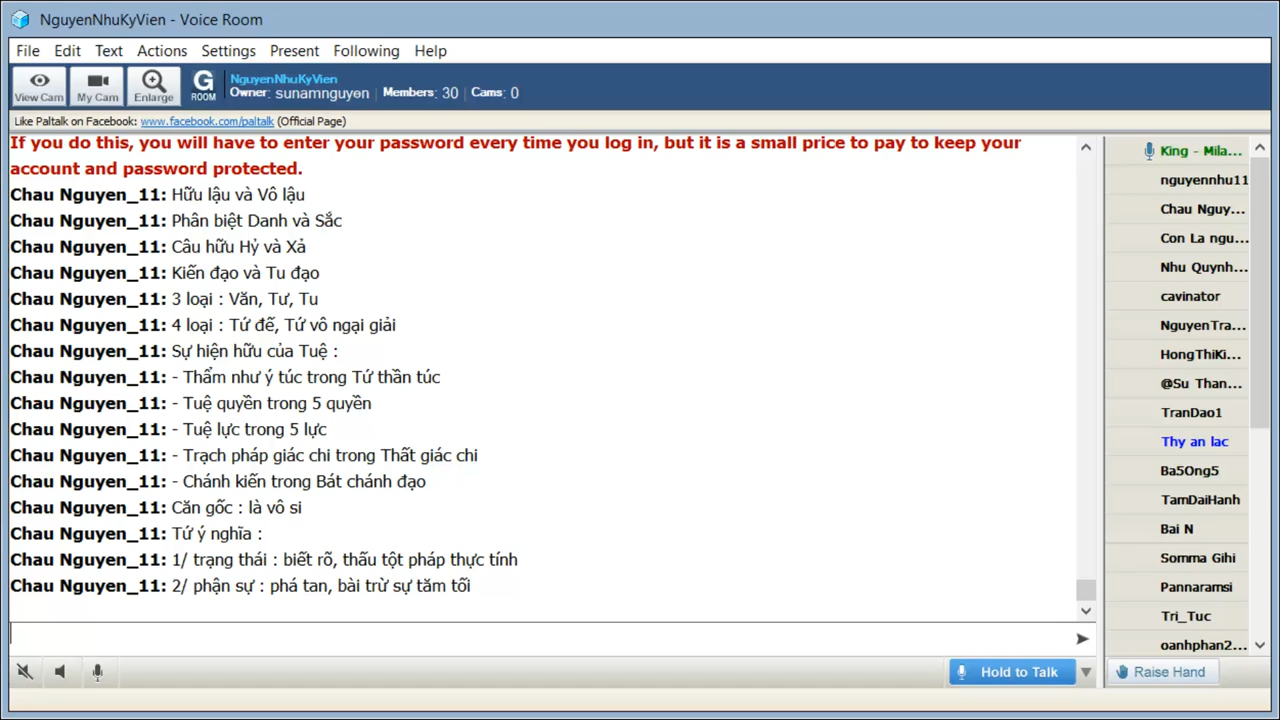 NguyenNhuKyVien - Voice Room
File Edit Text Actions Settings Present Following Help
View Cam My Cam Enlarge G ROOM
NguyenNhuKyVien
Owner: sunamnguyen | Members: 30 | Cams: 0
Like Paltalk on Facebook: www.facebook.com/paltalk (Official Page)
If you do this, you will have to enter your password every time you log in, but it is a small price to pay to keep your
account and password protected.
Chau Nguyen_11: Hữu lậu và Vô lậu
Chau Nguyen_11: Phân biệt Danh và Sắc
Chau Nguyen_11: Câu hữu Hỷ và Xả
Chau Nguyen_11: Kiến đạo và Tu đạo
Chau Nguyen_11: 3 loại : Văn, Tư, Tu
Chau Nguyen_11: 4 loại : Tứ đế, Tứ vô ngại giải
Chau Nguyen_11: Sự hiện hữu của Tuệ :
Chau Nguyen_11: - Thẩm như ý túc trong Tứ thần túc
Chau Nguyen_11: - Tuệ quyền trong 5 quyền
Chau Nguyen_11: - Tuệ lực trong 5 lực
Chau Nguyen_11: - Trạch pháp giác chi trong Thất giác chi
Chau Nguyen_11: - Chánh kiến trong Bát chánh đạo
Chau Nguyen_11: Căn gốc : là vô si
Chau Nguyen_11: Tứ ý nghĩa :
Chau Nguyen_11: 1/ trạng thái : biết rõ, thấu tột pháp thực tính
Chau Nguyen_11: 2/ phận sự : phá tan, bài trừ sự tăm tối
King - Mila...
nguyennhu11
Chau Nguy...
Con La ngu...
Nhu Quynh...
cavinator
NguyenTra...
HongThiKi...
@Su Than...
TranDao1
Thy an lac
Ba5Ong5
TamDaiHanh
Bai N
Somma Gihi
Pannaramsi
Tri_Tuc
oanhphan2...
Hold to Talk
Raise Hand